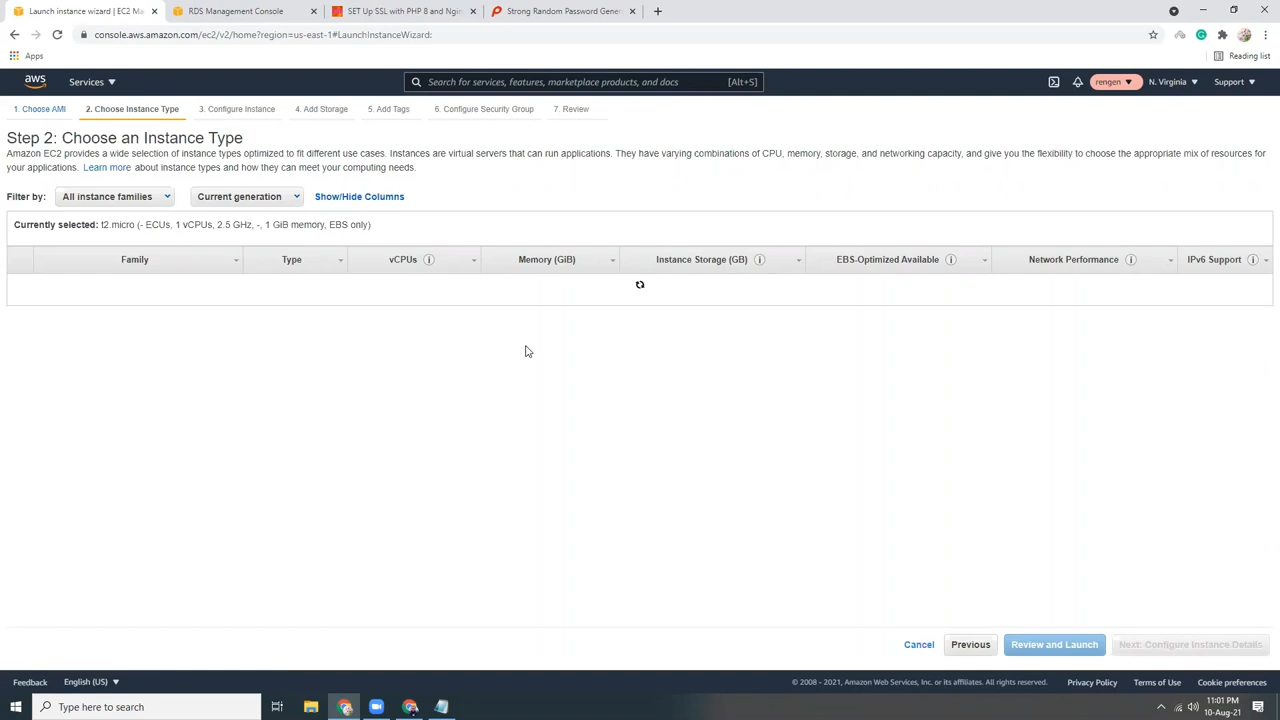 Launch instance wizard | EC2 Ma
RDS Management Console
SET Up SSL with PHP 8 and Ngin
Strong Random Password Gener
console.aws.amazon.com/ec2/v2/home?region=us-east-1#LaunchInstanceWizard:
Apps
Reading list
aws
Services
Search for services, features, marketplace products, and docs [Alt+S]
rengen
N. Virginia
Support
1. Choose AMI
2. Choose Instance Type
3. Configure Instance
4. Add Storage
5. Add Tags
6. Configure Security Group
7. Review
Step 2: Choose an Instance Type
Amazon EC2 provides a wide selection of instance types optimized to fit different use cases. Instances are virtual servers that can run applications. They have varying combinations of CPU, memory, storage, and networking capacity, and give you the flexibility to choose the appropriate mix of resources for
your applications. Learn more about instance types and how they can meet your computing needs.
Filter by: All instance families Current generation Show/Hide Columns
Currently selected: t2.micro (- ECUs, 1 vCPUs, 2.5 GHz, -, 1 GiB memory, EBS only)
Family Type vCPUs Memory (GiB) Instance Storage (GB) EBS-Optimized Available Network Performance IPv6 Support
Cancel Previous Review and Launch Next: Configure Instance Details
Feedback English (US) © 2008 - 2021, Amazon Web Services, Inc. or its affiliates. All rights reserved. Privacy Policy Terms of Use Cookie preferences
Type here to search
11:01 PM
10-Aug-21